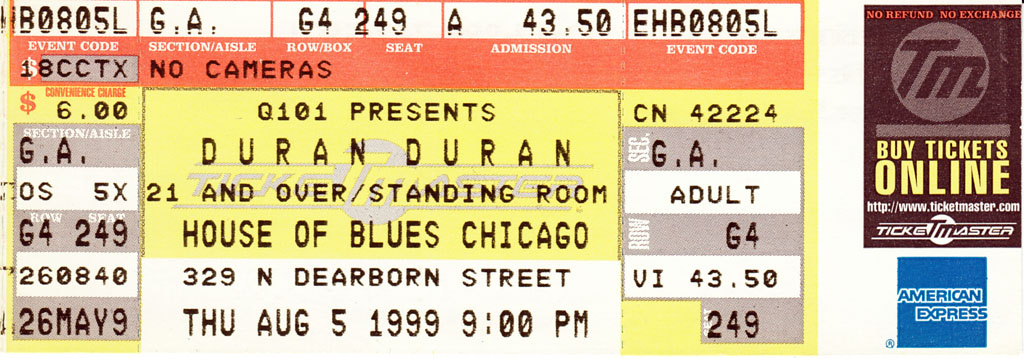 HB0805L G.A. G4 249 A 43.50 EHB0805L
EVENT CODE SECTION/AISLE ROW/BOX SEAT ADMISSION EVENT CODE
$ 18CCTX NO CAMERAS
CONVENIENCE CHARGE
$ 6.00
SECTION/AISLE
G.A.
OS 5X
ROW SEAT
G4 249
260840
26MAY9
Q101 PRESENTS
DURAN DURAN
TICKETMASTER
21 AND OVER/STANDING ROOM
HOUSE OF BLUES CHICAGO
329 N DEARBORN STREET
THU AUG 5 1999 9:00 PM
CN 42224
SEC.
G.A.
ADULT
ROW
G4
VI 43.50
249
NO REFUND NO EXCHANGE
TM
BUY TICKETS
ONLINE
http://www.ticketmaster.com
TICKETMASTER
AMERICAN
EXPRESS
®